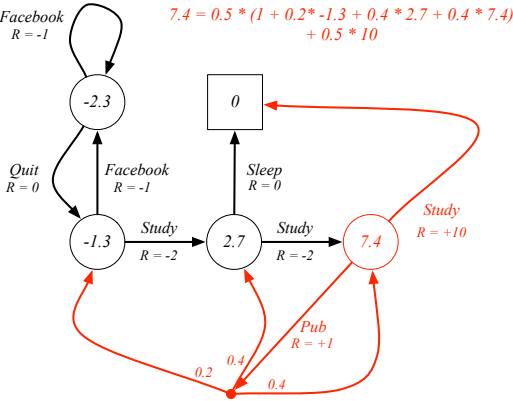 Facebook
R = -1
7.4 = 0.5 * (1 + 0.2* -1.3 + 0.4 * 2.7 + 0.4 * 7.4)
+ 0.5 * 10
-2.3
0
Quit
R = 0
Facebook
R = -1
Sleep
R = 0
Study
R = +10
-1.3
Study
R = -2
2.7
Study
R = -2
7.4
Pub
R = +1
0.2
0.4
0.4